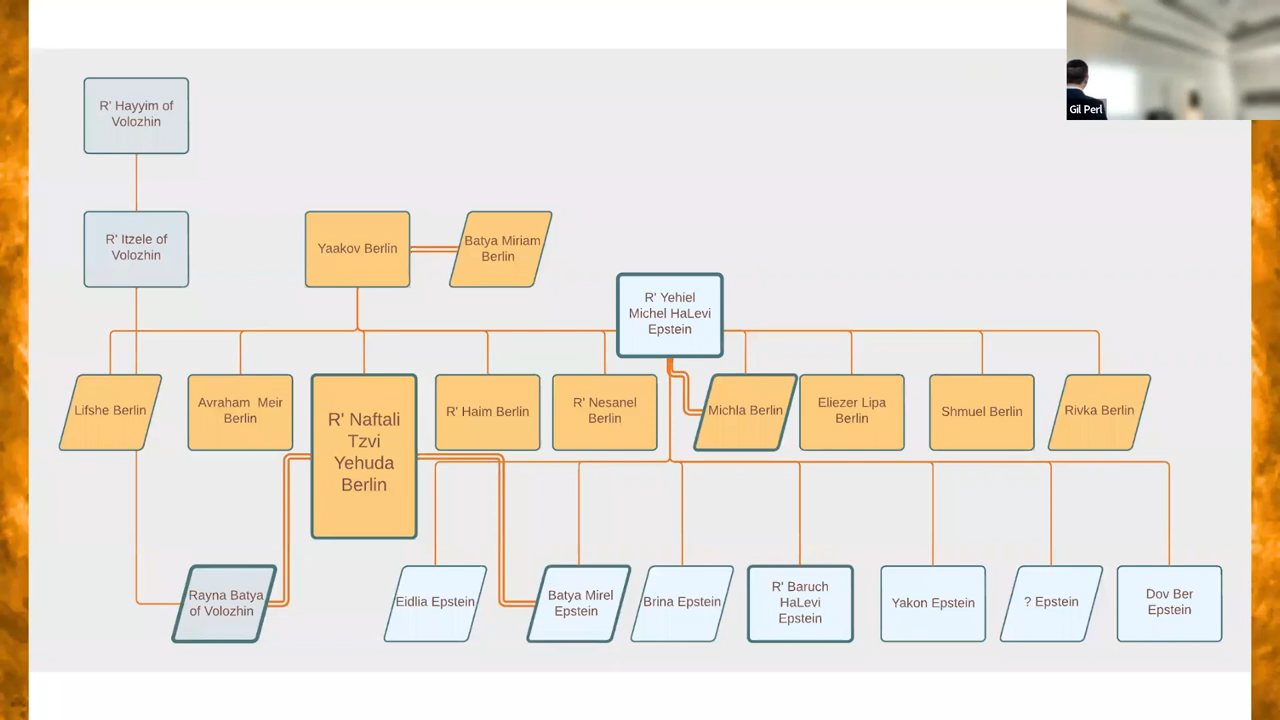 Gil Perl
R' Hayyim of
Volozhin
R' Itzele of
Volozhin
Yaakov Berlin
Batya Miriam
Berlin
R' Yehiel
Michel HaLevi
Epstein
Lifshe Berlin
Avraham Meir
Berlin
R' Naftali
Tzvi
Yehuda
Berlin
R' Haim Berlin
R' Nesanel
Berlin
Michla Berlin
Eliezer Lipa
Berlin
Shmuel Berlin
Rivka Berlin
Rayna Batya
of Volozhin
Eidlia Epstein
Batya Mirel
Epstein
Brina Epstein
R' Baruch
HaLevi
Epstein
Yakon Epstein
? Epstein
Dov Ber
Epstein